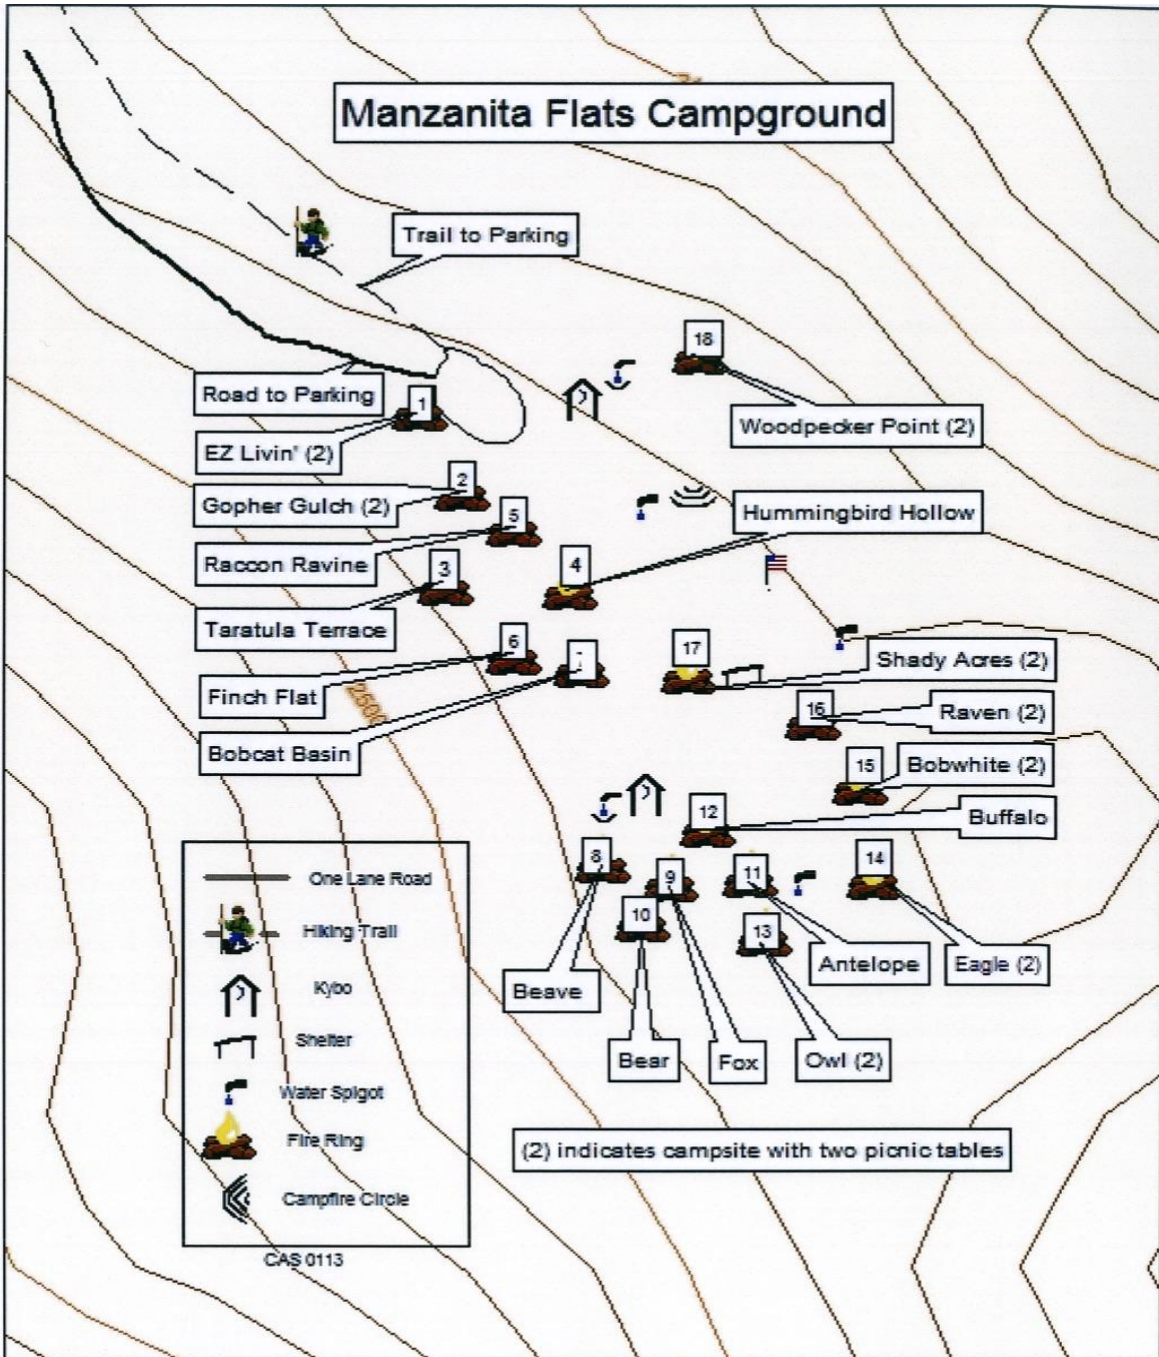 Manzanita Flats Campground
Trail to Parking
18
Road to Parking
1
Woodpecker Point (2)
EZ Livin' (2)
2
Gopher Gulch (2)
5
Hummingbird Hollow
Raccon Ravine
3
4
Taratula Terrace
6
7
17
Shady Acres (2)
Finch Flat
2500
16
Raven (2)
Bobcat Basin
15
Bobwhite (2)
12
Buffalo
8
9
11
14
10
13
Antelope
Eagle (2)
Beave
Bear
Fox
Owl (2)
One Lane Road
Hiking Trail
Kybo
Shelter
Water Spigot
Fire Ring
Campfire Circle
(2) indicates campsite with two picnic tables
CAS 0113